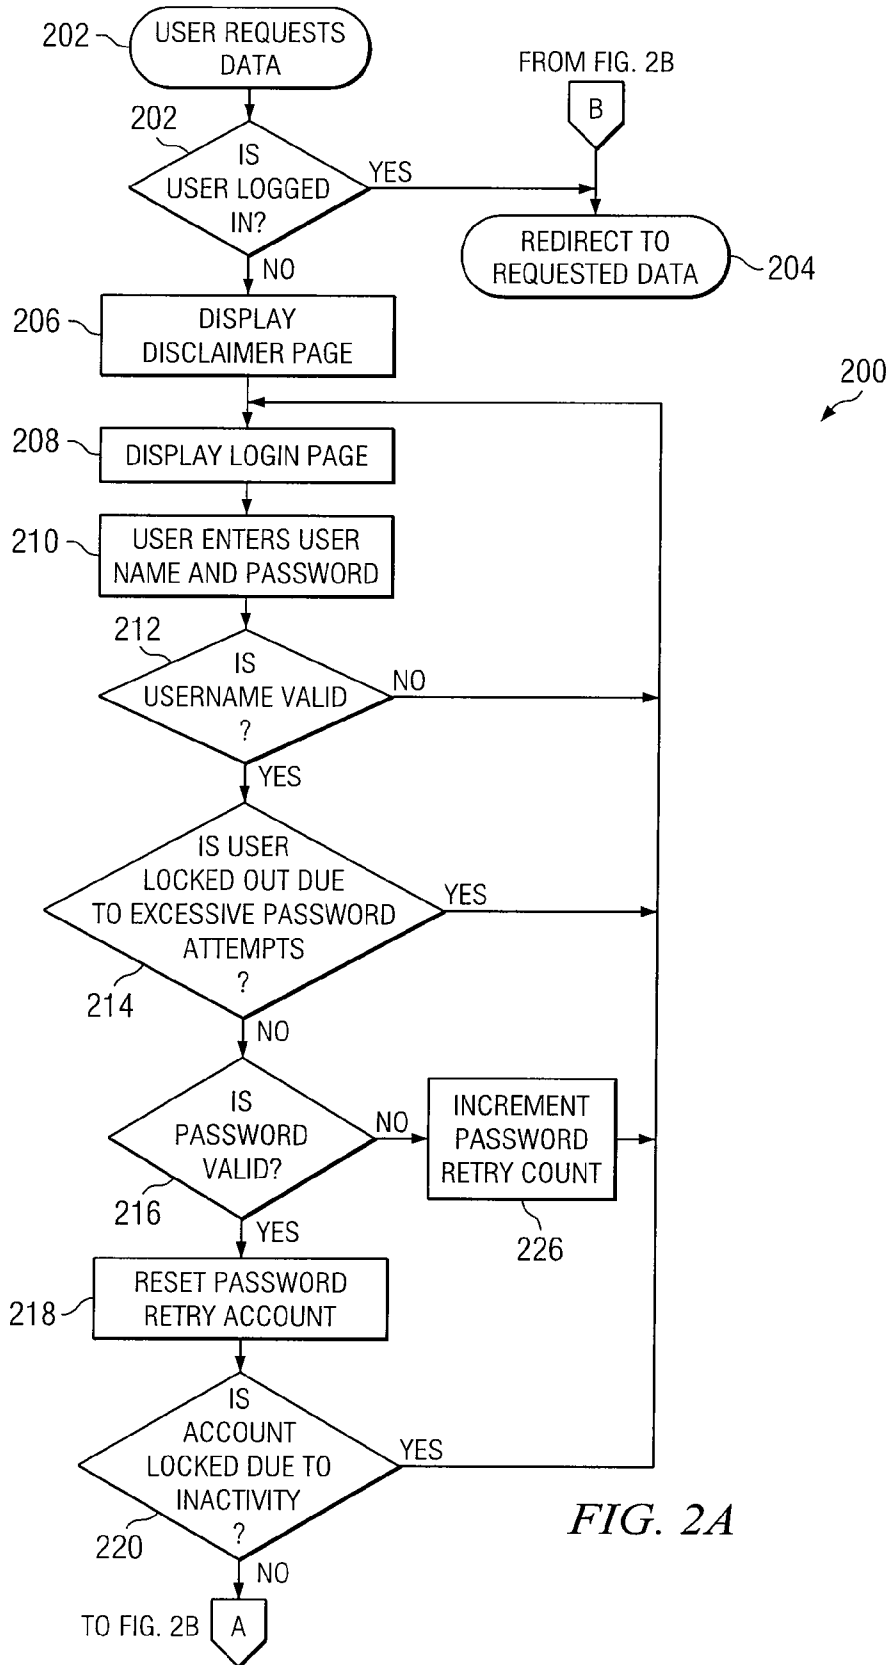 202
USER REQUESTS
DATA
FROM FIG. 2B
B
202
IS
USER LOGGED
IN?
YES
NO
REDIRECT TO
REQUESTED DATA
204
206
DISPLAY
DISCLAIMER PAGE
200
208
DISPLAY LOGIN PAGE
210
USER ENTERS USER
NAME AND PASSWORD
212
IS
USERNAME VALID
?
NO
YES
IS USER
LOCKED OUT DUE
TO EXCESSIVE PASSWORD
ATTEMPTS
?
YES
214
NO
IS
PASSWORD
VALID?
NO
216
YES
INCREMENT
PASSWORD
RETRY COUNT
226
218
RESET PASSWORD
RETRY ACCOUNT
IS
ACCOUNT
LOCKED DUE TO
INACTIVITY
?
YES
220
NO
FIG. 2A
TO FIG. 2B
A